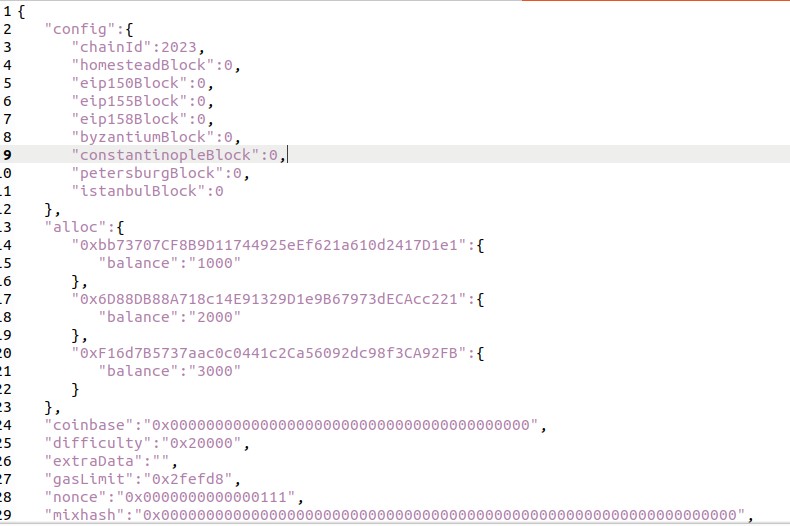 1 {
2 "config":{
3 "chainId":2023,
4 "homesteadBlock":0,
5 "eip150Block":0,
6 "eip155Block":0,
7 "eip158Block":0,
8 "byzantiumBlock":0,
9 "constantinopleBlock":0,
10 "petersburgBlock":0,
11 "istanbulBlock":0
12 },
13 "alloc":{
14 "0xbb73707CF8B9D11744925eEf621a610d2417D1e1":{
15 "balance":"1000"
16 },
17 "0x6D88DB88A718c14E91329D1e9B67973dECAcc221":{
18 "balance":"2000"
19 },
20 "0xF16d7B5737aac0c0441c2Ca56092dc98f3CA92FB":{
21 "balance":"3000"
22 }
23 },
24 "coinbase":"0x0000000000000000000000000000000000000000",
25 "difficulty":"0x20000",
26 "extraData":"",
27 "gasLimit":"0x2fefd8",
28 "nonce":"0x0000000000000111",
29 "mixhash":"0x0000000000000000000000000000000000000000000000000000000000000000",